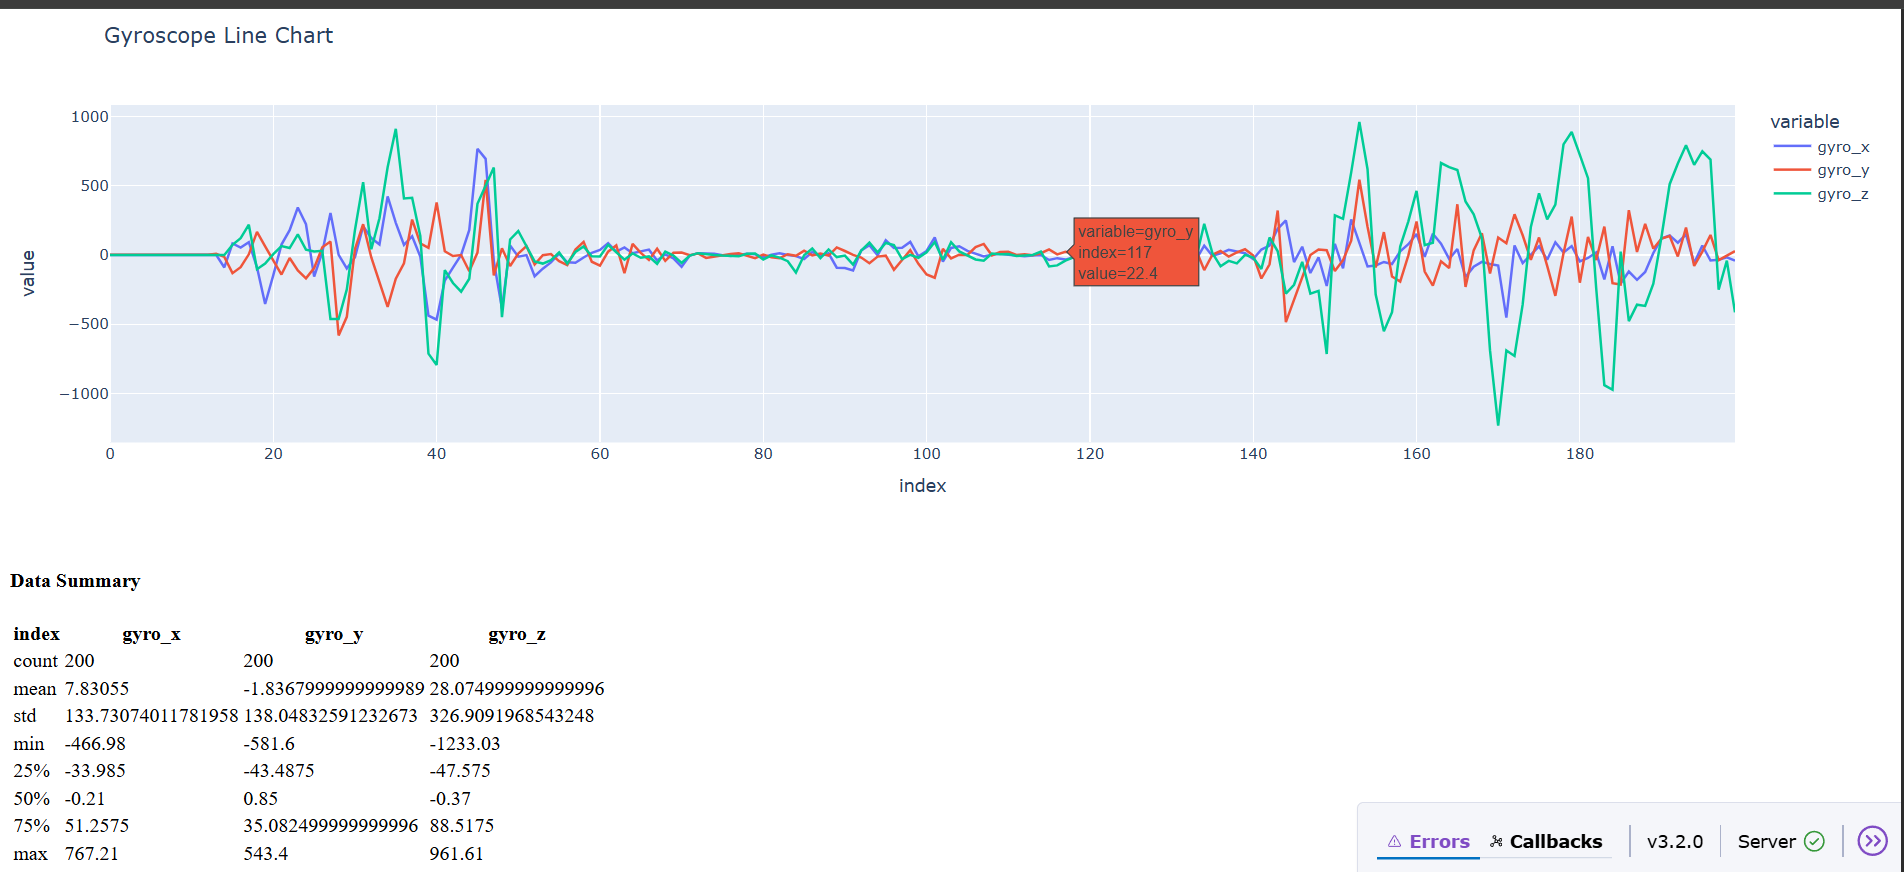 Gyroscope Line Chart
1000
500
0
−500
−1000
value
0 20 40 60 80 100 120 140 160 180
index
variable
gyro_x
gyro_y
gyro_z
variable=gyro_y
index=117
value=22.4
Data Summary
index gyro_x gyro_y gyro_z
count 200 200 200
mean 7.83055 -1.8367999999999989 28.074999999999996
std 133.73074011781958 138.04832591232673 326.9091968543248
min -466.98 -581.6 -1233.03
25% -33.985 -43.4875 -47.575
50% -0.21 0.85 -0.37
75% 51.2575 35.082499999999996 88.5175
max 767.21 543.4 961.61
Errors Callbacks v3.2.0 Server